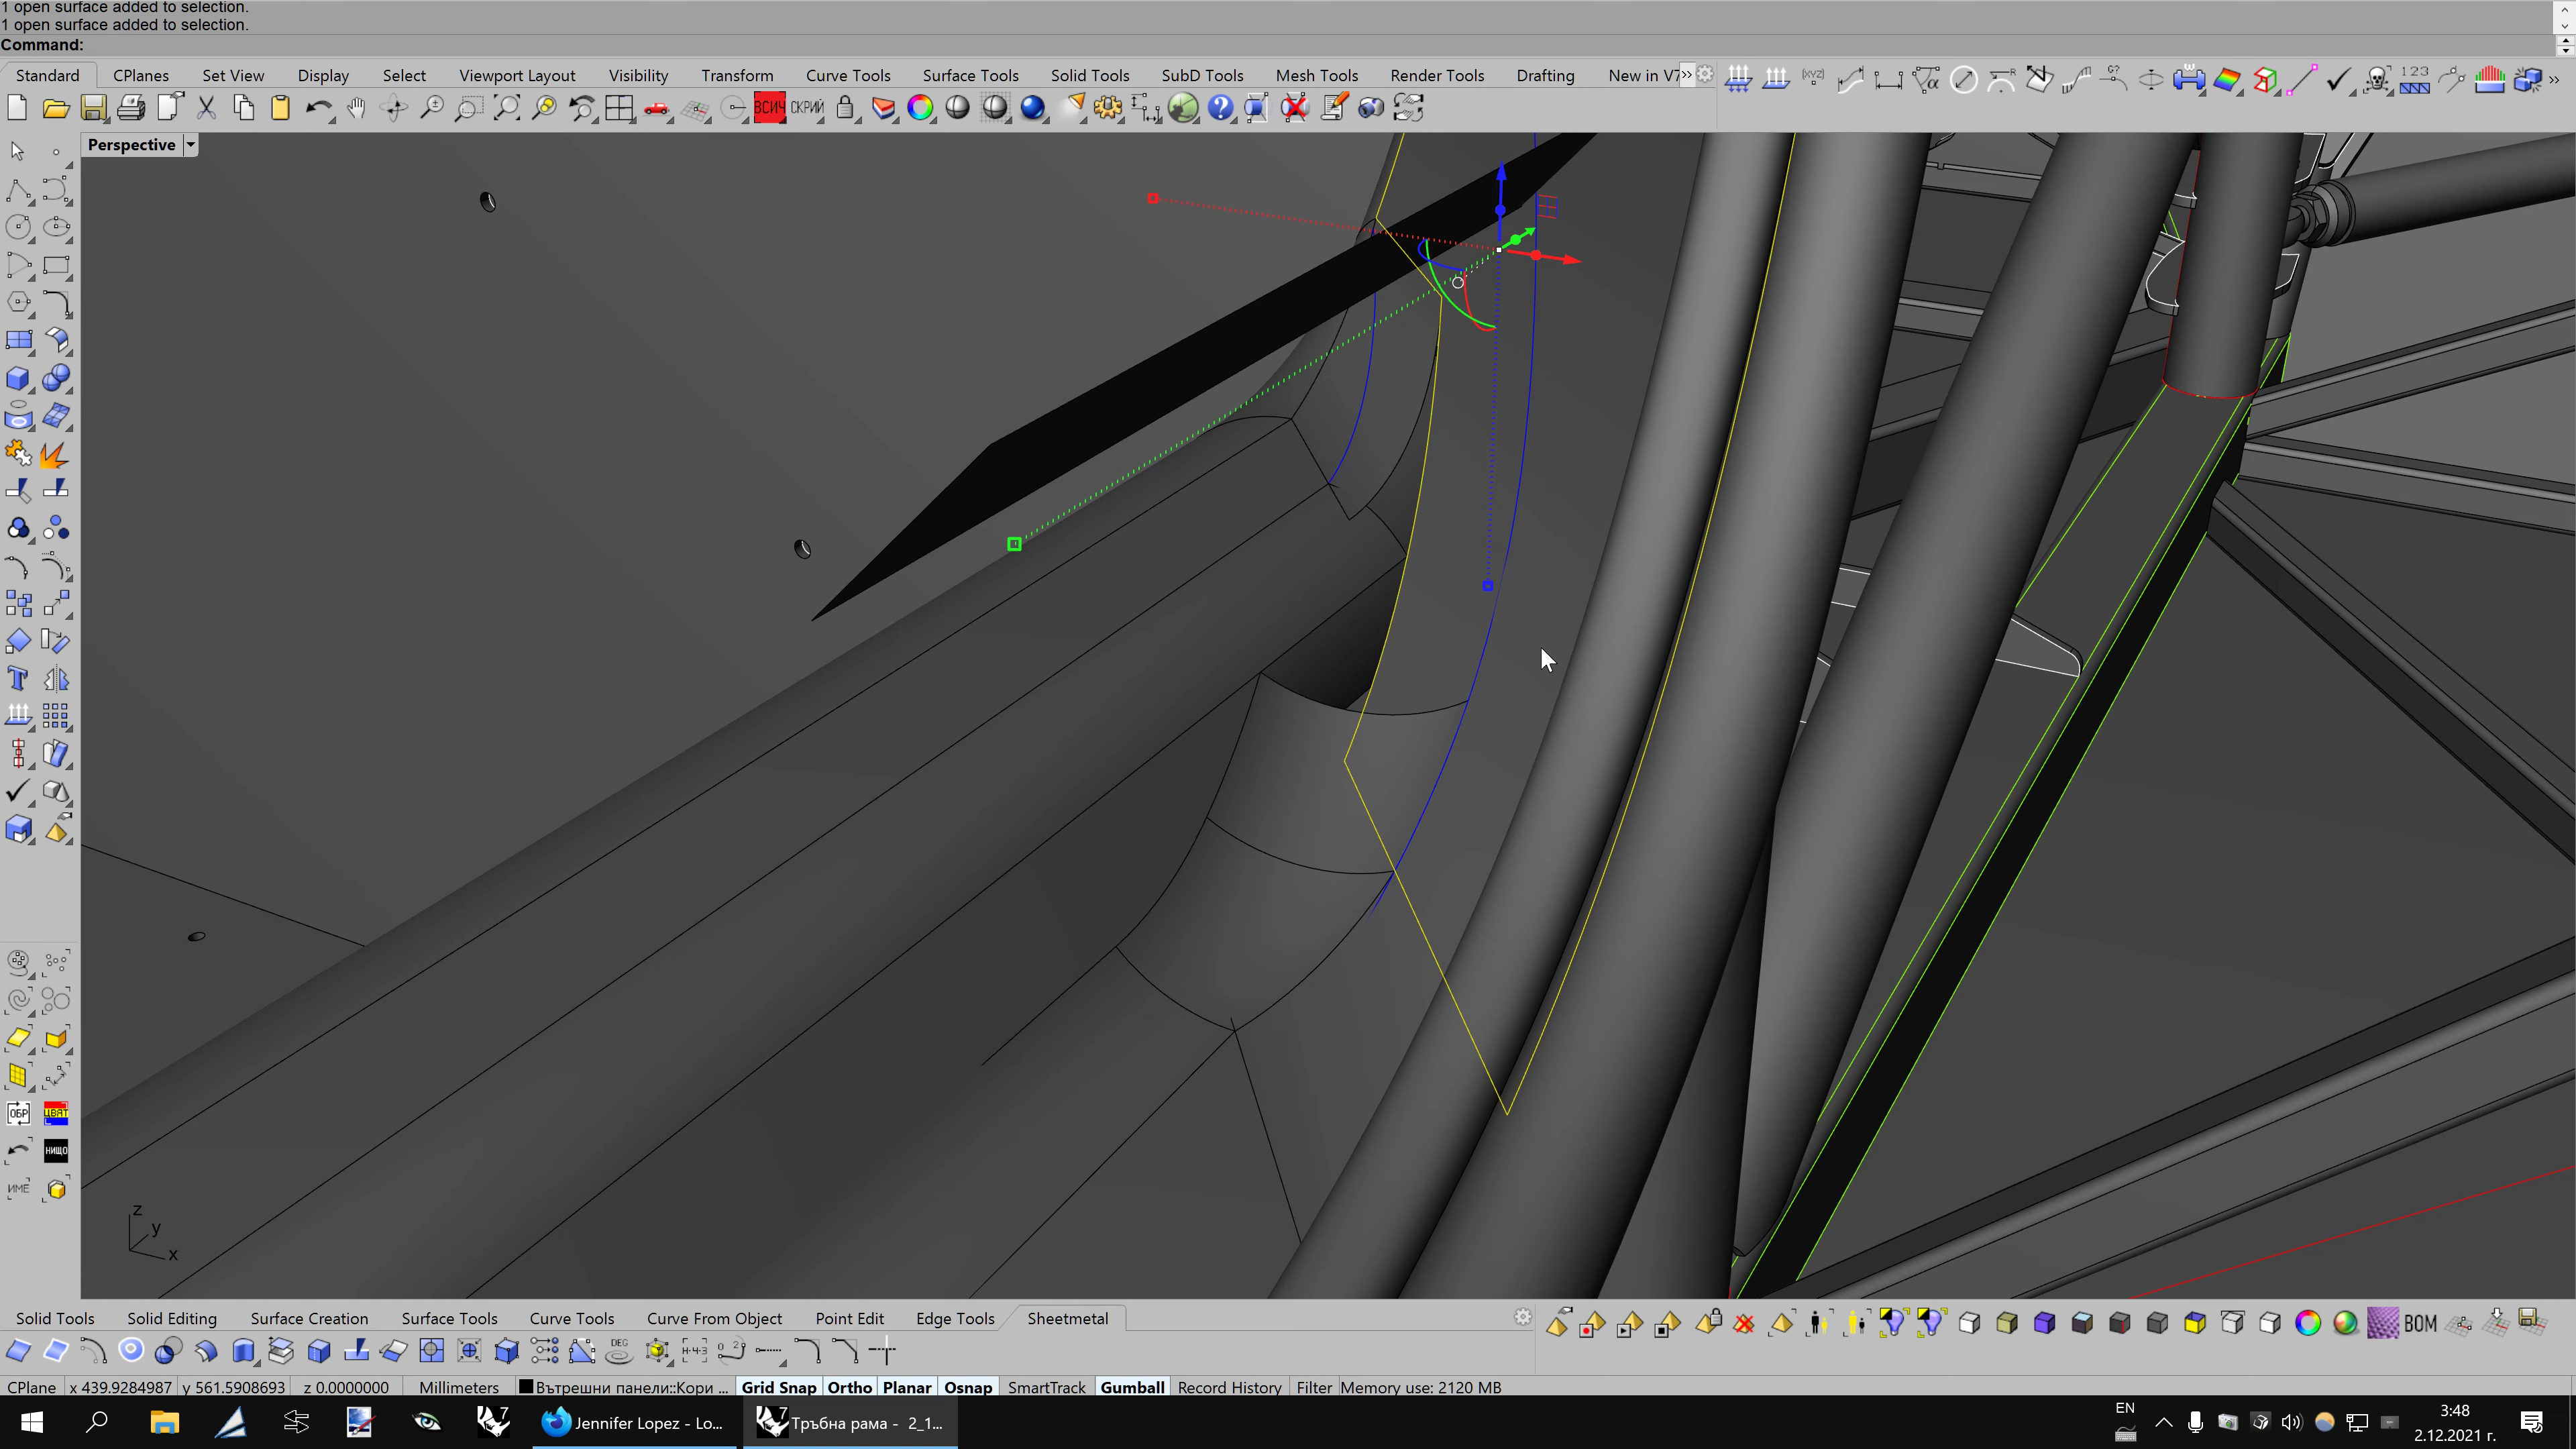 1 open surface added to selection.
1 open surface added to selection.
Command:
Standard CPlanes Set View Display Select Viewport Layout Visibility Transform Curve Tools Surface Tools Solid Tools SubD Tools Mesh Tools Render Tools Drafting New in V7
ВСИЧ СКРИЙ
Perspective
ОБР ЦВЯТ
НИЩО
ИМЕ
z
y
x
Solid Tools Solid Editing Surface Creation Surface Tools Curve Tools Curve From Object Point Edit Edge Tools Sheetmetal
BOM
DEG
CPlane x 439.9284987 y 561.5908693 z 0.0000000 Millimeters Вътрешни панели::Кори ... Grid Snap Ortho Planar Osnap SmartTrack Gumball Record History Filter Memory use: 2120 MB
Jennifer Lopez - Lo...
Тръбна рама - 2_1...
EN
3:48
2.12.2021 г.